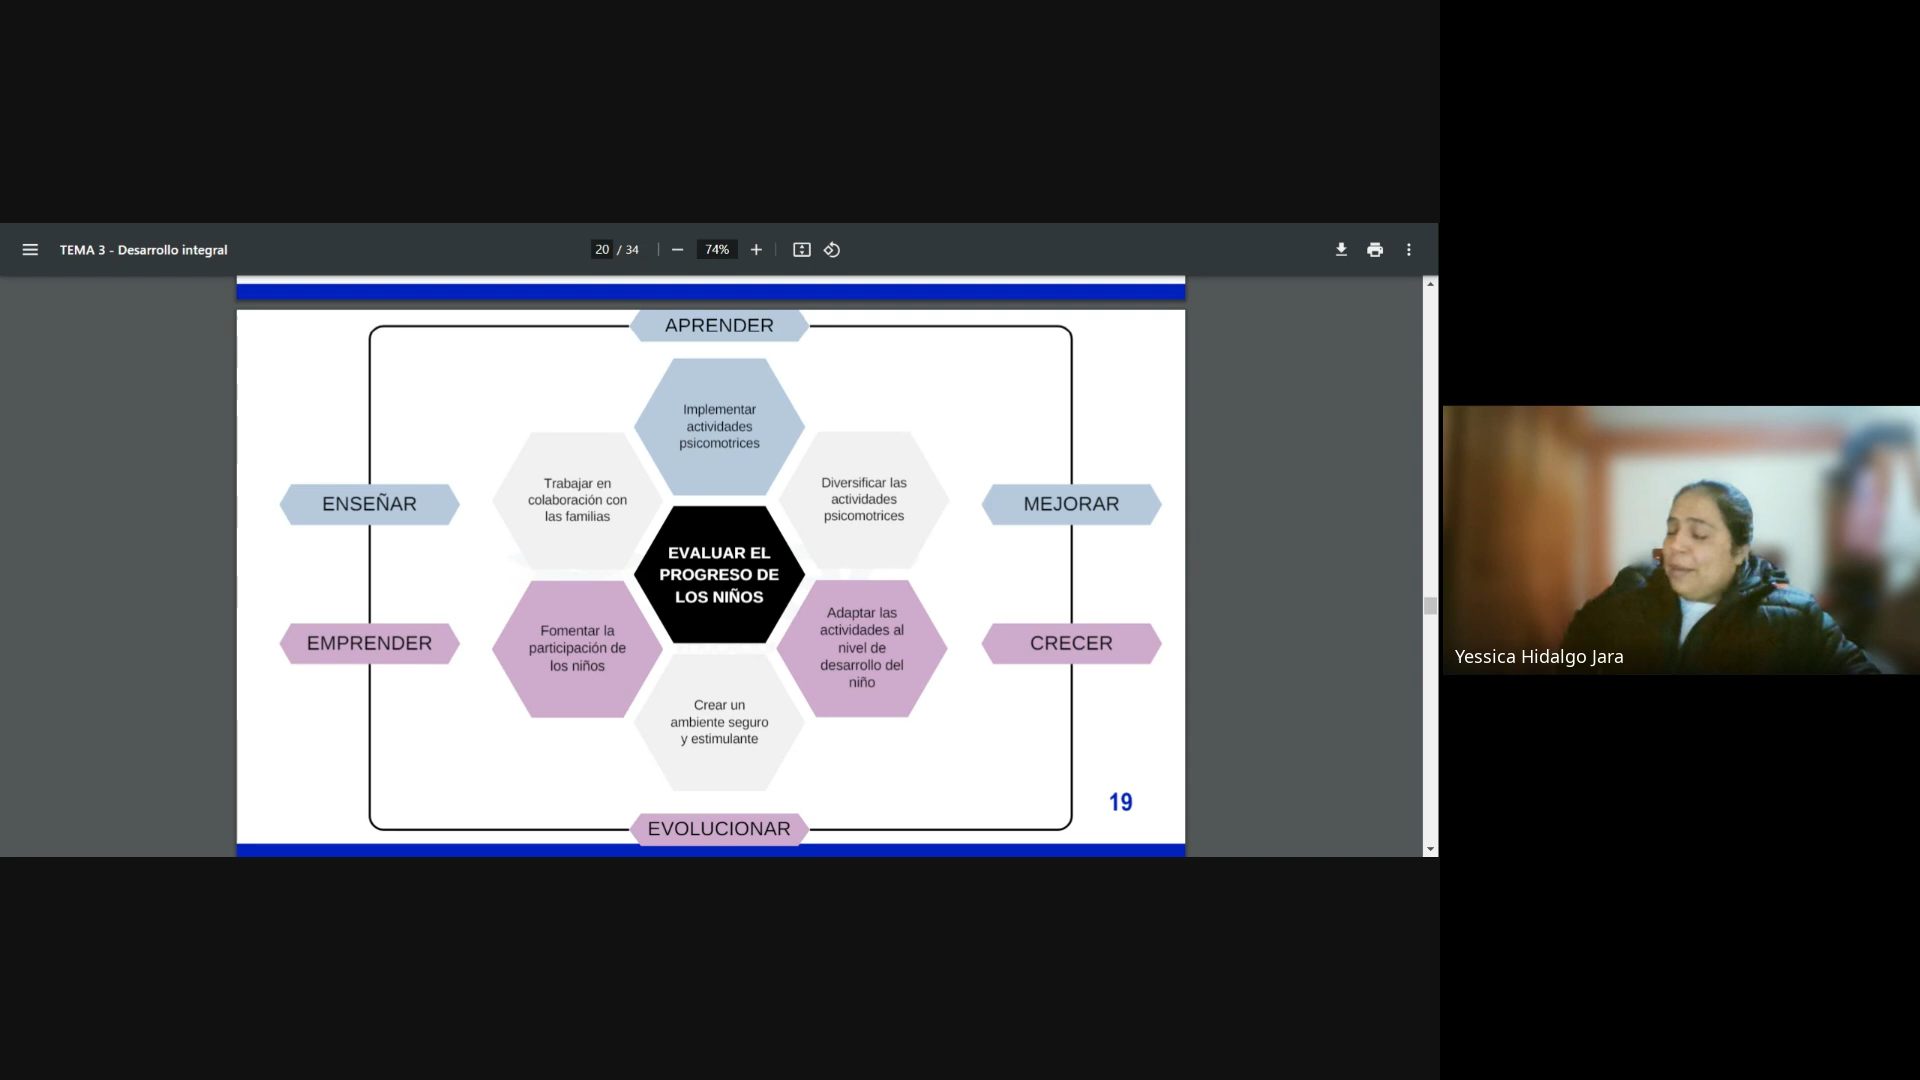 TEMA 3 - Desarrollo integral
20 / 34
74%
APRENDER
Implementar
actividades
psicomotrices
Trabajar en
colaboración con
las familias
Diversificar las
actividades
psicomotrices
ENSEÑAR
MEJORAR
EVALUAR EL
PROGRESO DE
LOS NIÑOS
EMPRENDER
Fomentar la
participación de
los niños
Adaptar las
actividades al
nivel de
desarrollo del
niño
CRECER
Crear un
ambiente seguro
y estimulante
19
EVOLUCIONAR
Yessica Hidalgo Jara